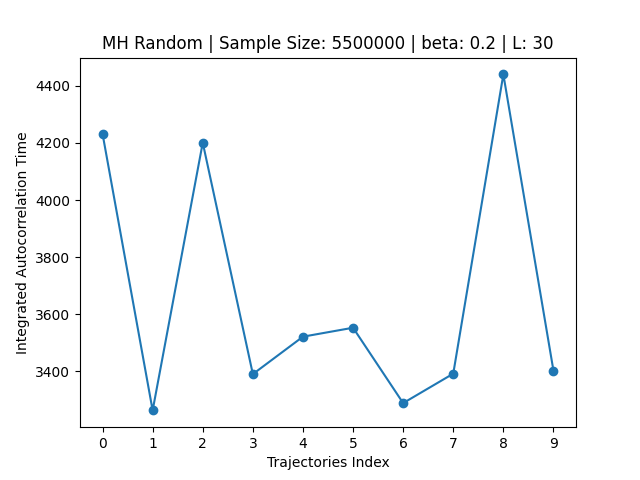 MH Random | Sample Size: 5500000 | beta: 0.2 | L: 30
Integrated Autocorrelation Time
4400
4200
4000
3800
3600
3400
0 1 2 3 4 5 6 7 8 9
Trajectories Index